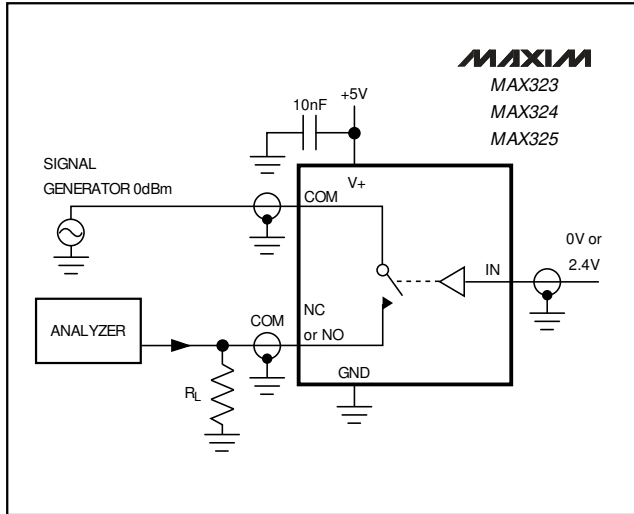 MAXIM
MAX323
MAX324
MAX325
+5V
10nF
SIGNAL
GENERATOR 0dBm
V+
COM
0V or
2.4V
IN
NC
or NO
COM
ANALYZER
GND
RL